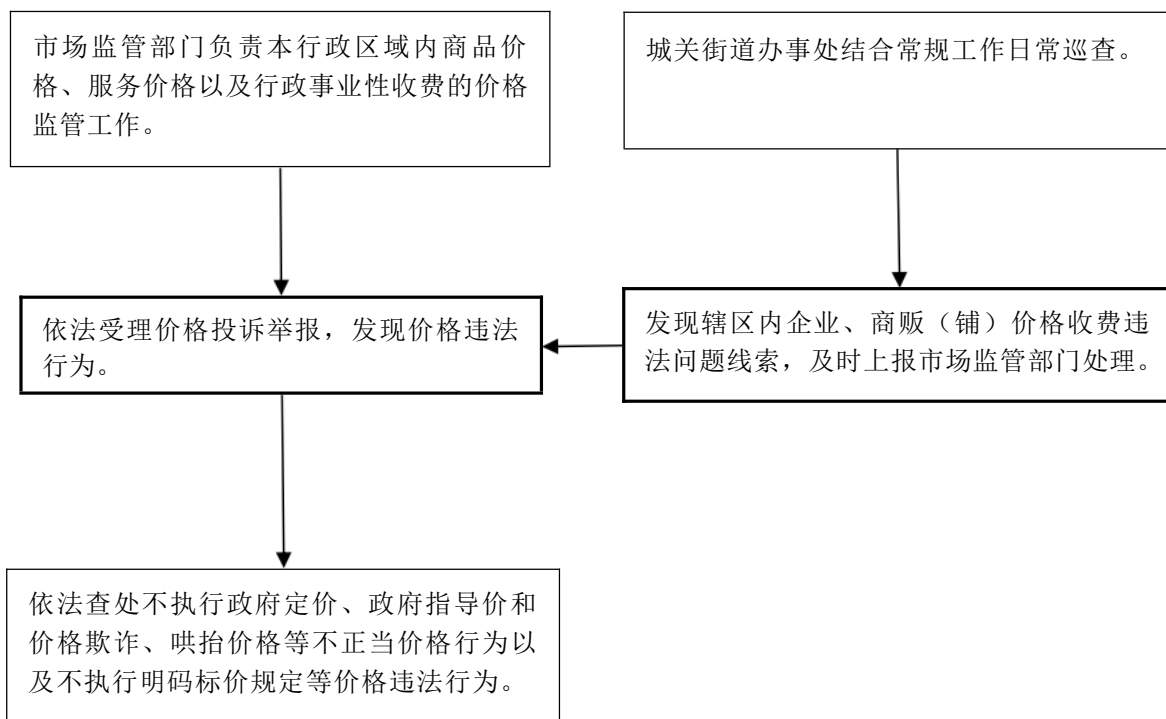 市场监管部门负责本行政区域内商品价
格、服务价格以及行政事业性收费的价格
监管工作。
城关街道办事处结合常规工作日常巡查。
依法受理价格投诉举报，发现价格违法
行为。
发现辖区内企业、商贩（铺）价格收费违
法问题线索，及时上报市场监管部门处理。
依法查处不执行政府定价、政府指导价和
价格欺诈、哄抬价格等不正当价格行为以
及不执行明码标价规定等价格违法行为。